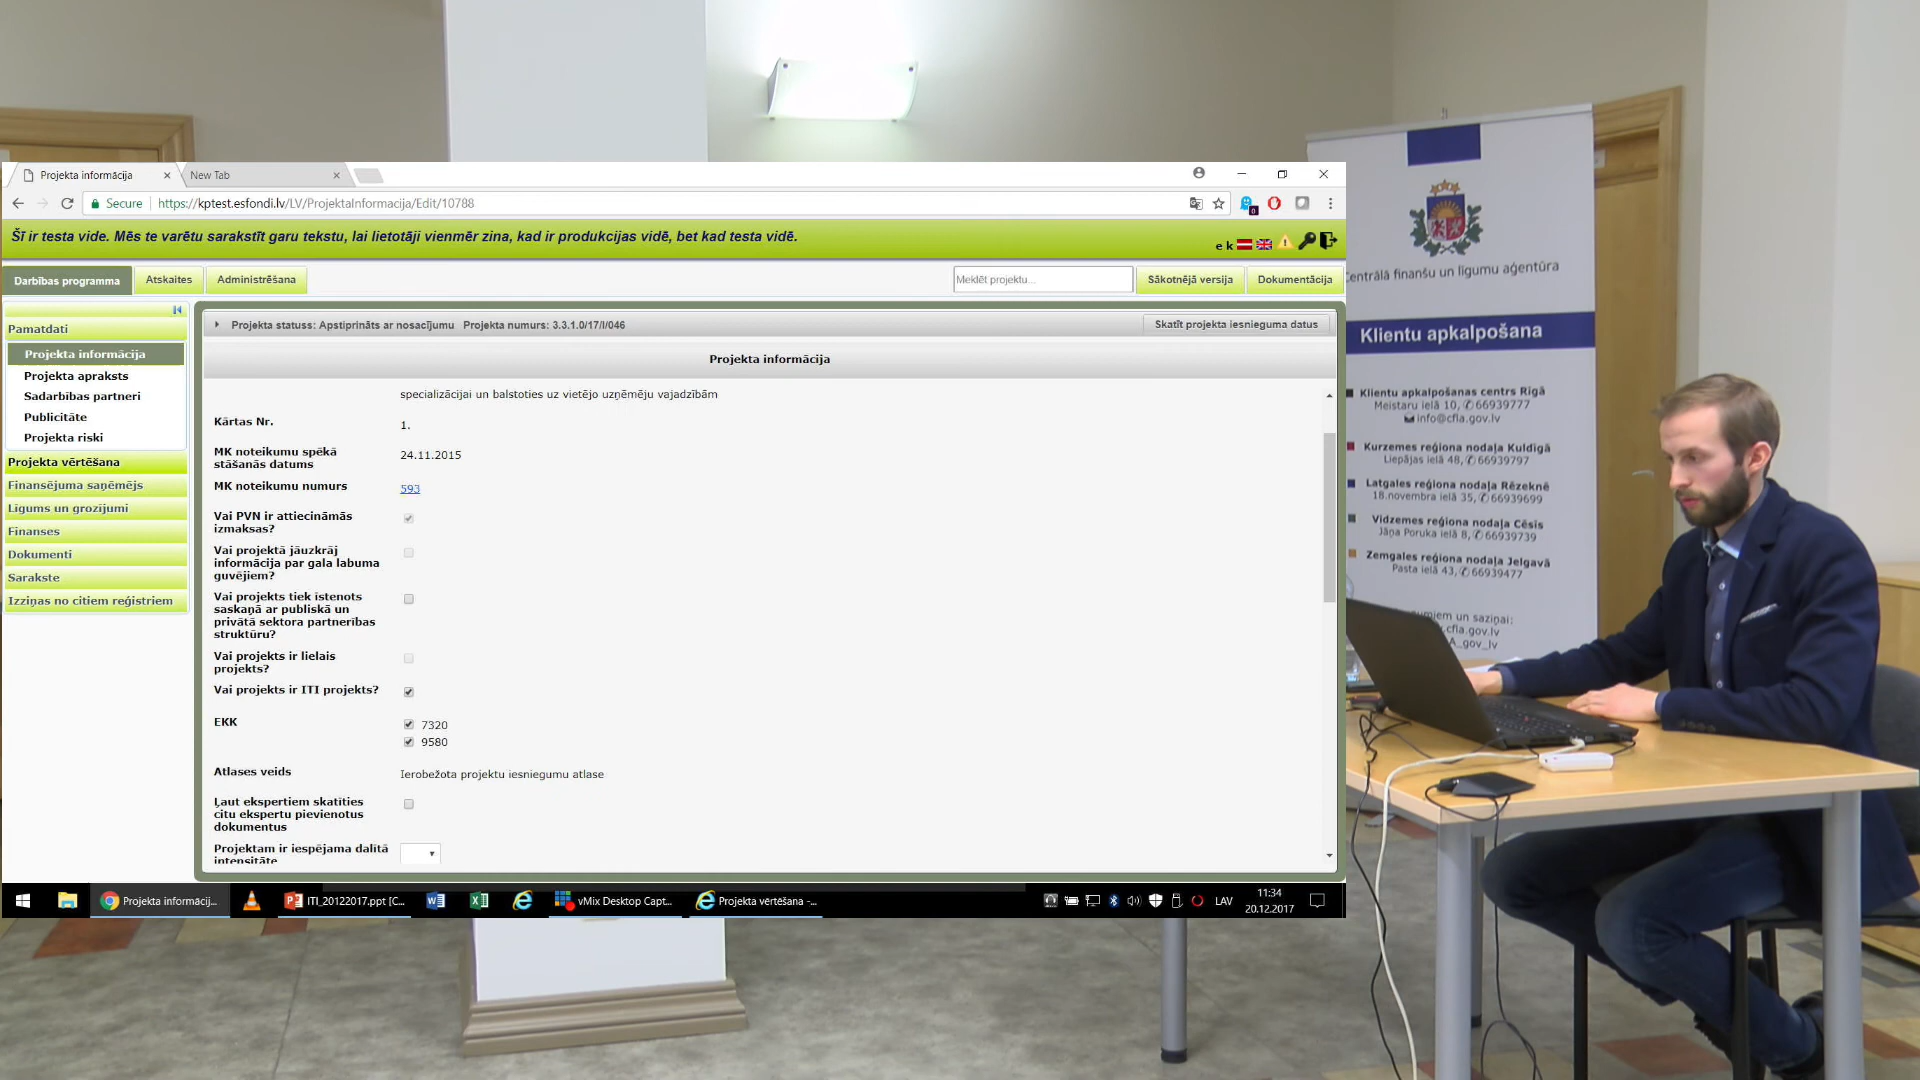 Projekta informācija
New Tab
Secure
https://kptest.esfondi.lv/LV/ProjektaInformacija/Edit/10788
Šī ir testa vide. Mēs te varētu sarakstīt garu tekstu, lai lietotāji vienmēr zina, kad ir produkcijas vidē, bet kad testa vidē.
e k
Darbības programma
Atskaites
Administrēšana
Meklēt projektu...
Sākotnējā versija
Dokumentācija
Pamatdati
Projekta informācija
Projekta apraksts
Sadarbības partneri
Publicitāte
Projekta riski
Projekta vērtēšana
Finansējuma saņēmējs
Līgums un grozījumi
Finanses
Dokumenti
Sarakste
Izziņas no citiem reģistriem
Projekta statuss: Apstiprināts ar nosacījumu Projekta numurs: 3.3.1.0/17/I/046
Skatīt projekta iesnieguma datus
Projekta informācija
specializācijai un balstoties uz vietējo uzņēmēju vajadzībām
Kārtas Nr.
1.
MK noteikumu spēkā
stāšanās datums
24.11.2015
MK noteikumu numurs
593
Vai PVN ir attiecināmās
izmaksas?
Vai projektā jāuzkrāj
informācija par gala labuma
guvējiem?
Vai projekts tiek īstenots
saskaņā ar publiskā un
privātā sektora partnerības
struktūru?
Vai projekts ir lielais
projekts?
Vai projekts ir ITI projekts?
EKK
7320
9580
Atlases veids
Ierobežota projektu iesniegumu atlase
Ļaut ekspertiem skatīties
citu ekspertu pievienotus
dokumentus
Projektam ir iespējama dalītā
intensitāte
Projekta informācij...
ITI_20122017.ppt [C...
vMix Desktop Capt...
Projekta vērtēšana -...
LAV
11:34
20.12.2017
Centrālā finanšu un līgumu aģentūra
Klientu apkalpošana
Klientu apkalpošanas centrs Rīgā
Meistaru ielā 10, ✆ 66939777
info@cfla.gov.lv
Kurzemes reģiona nodaļa Kuldīgā
Liepājas ielā 48, ✆ 66939797
Latgales reģiona nodaļa Rēzeknē
18.novembra ielā 35, ✆ 66939699
Vidzemes reģiona nodaļa Cēsīs
Jāņa Poruka ielā 8, ✆ 66939739
Zemgales reģiona nodaļa Jelgavā
Pasta ielā 43, ✆ 66939477
un saziņai:
.cfla.gov.lv
A_gov_lv